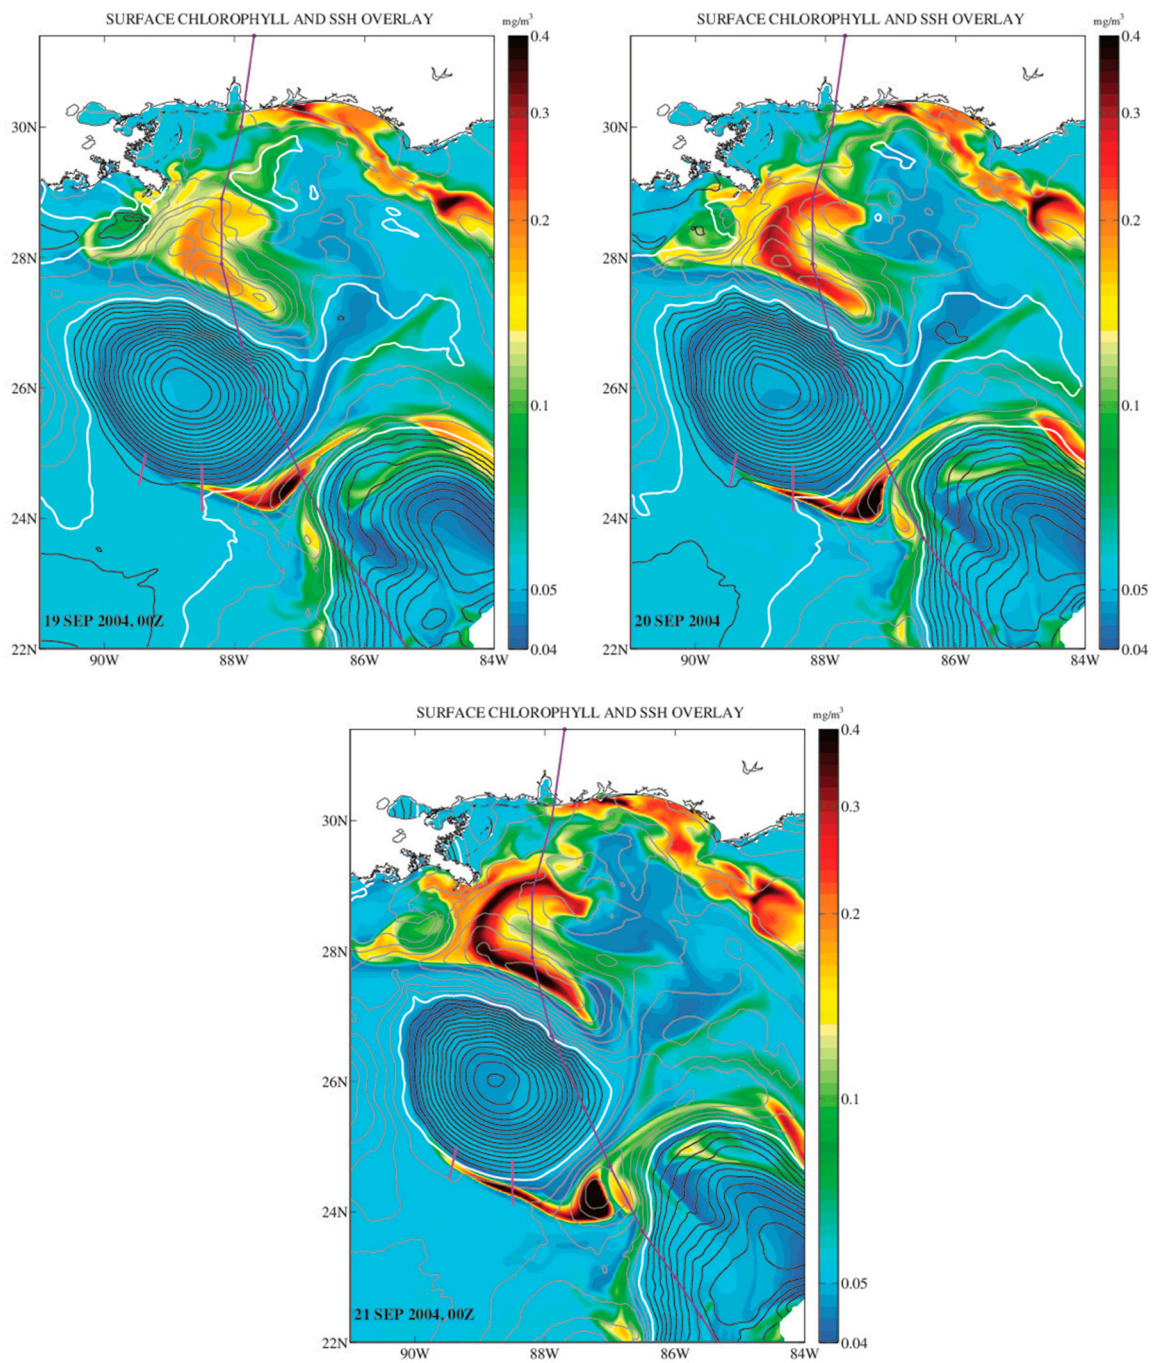 SURFACE CHLOROPHYLL AND SSH OVERLAY
mg/m³
0.4
0.3
0.2
0.1
0.05
0.04
30N
28N
26N
24N
22N
90W
88W
86W
84W
19 SEP 2004, 00Z
SURFACE CHLOROPHYLL AND SSH OVERLAY
mg/m³
0.4
0.3
0.2
0.1
0.05
0.04
30N
28N
26N
24N
22N
90W
88W
86W
84W
20 SEP 2004
SURFACE CHLOROPHYLL AND SSH OVERLAY
mg/m³
0.4
0.3
0.2
0.1
0.05
0.04
30N
28N
26N
24N
22N
90W
88W
86W
84W
21 SEP 2004, 00Z